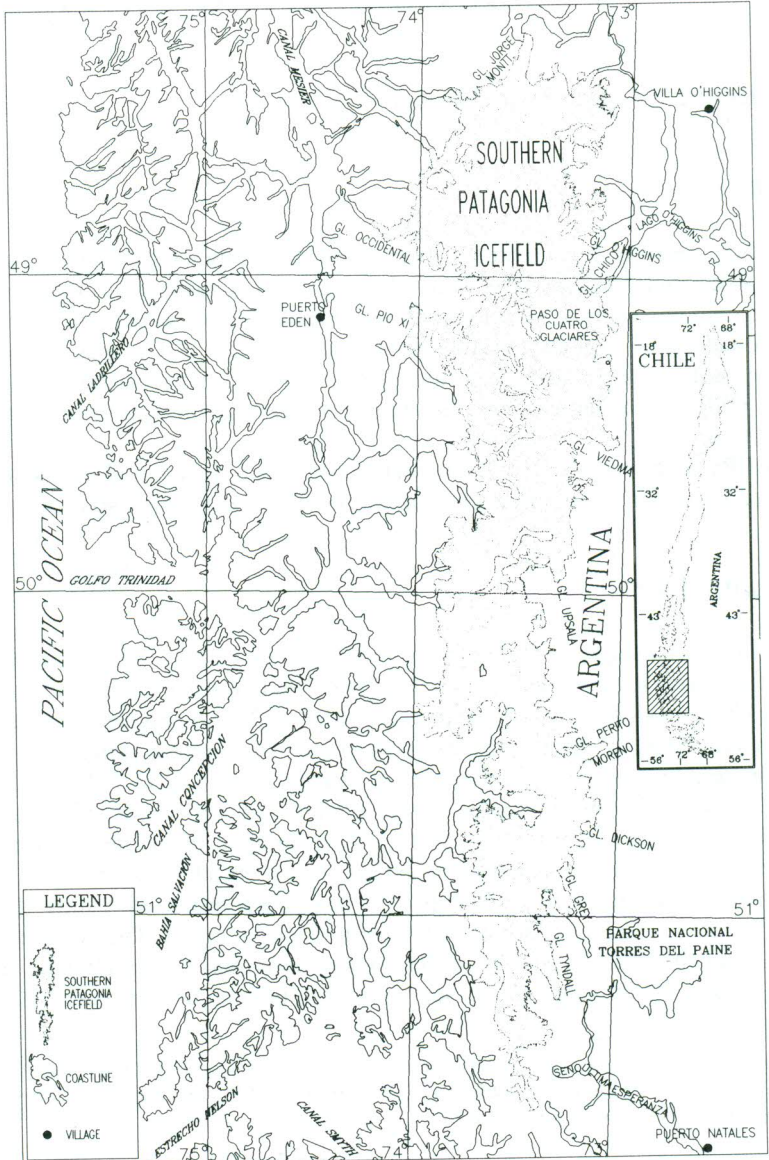 75°
74°
73°
CANAL MESIER
GL. JORGE
MONTT
VILLA O'HIGGINS
SOUTHERN
PATAGONIA
ICEFIELD
GL. OCCIDENTAL
LAGO O'HIGGINS
GL. O'HIGGINS
GL. CHICO
49°
49°
PUERTO
EDEN
GL. PIO XI
PASO DE LOS
CUATRO
GLACIARES
CANAL LADRILLERO
GL. VIEDMA
72° 68°
18° 18°
CHILE
32° 32°
ARGENTINA
43° 43°
56° 72° 68° 56°
PACIFIC OCEAN
GOLFO TRINIDAD
50°
50°
GL. UPSALA
ARGENTINA
GL. PERITO
MORENO
CANAL CONCEPCION
GL. DICKSON
BAHIA SALVACION
GL. GREY
51°
51°
PARQUE NACIONAL
TORRES DEL PAINE
GL. TYNDALL
LEGEND
SOUTHERN
PATAGONIA
ICEFIELD
COASTLINE
VILLAGE
SENO ULTIMA ESPERANZA
ESTRECHO NELSON
CANAL SMYTH
PUERTO NATALES
75°
74°
73°